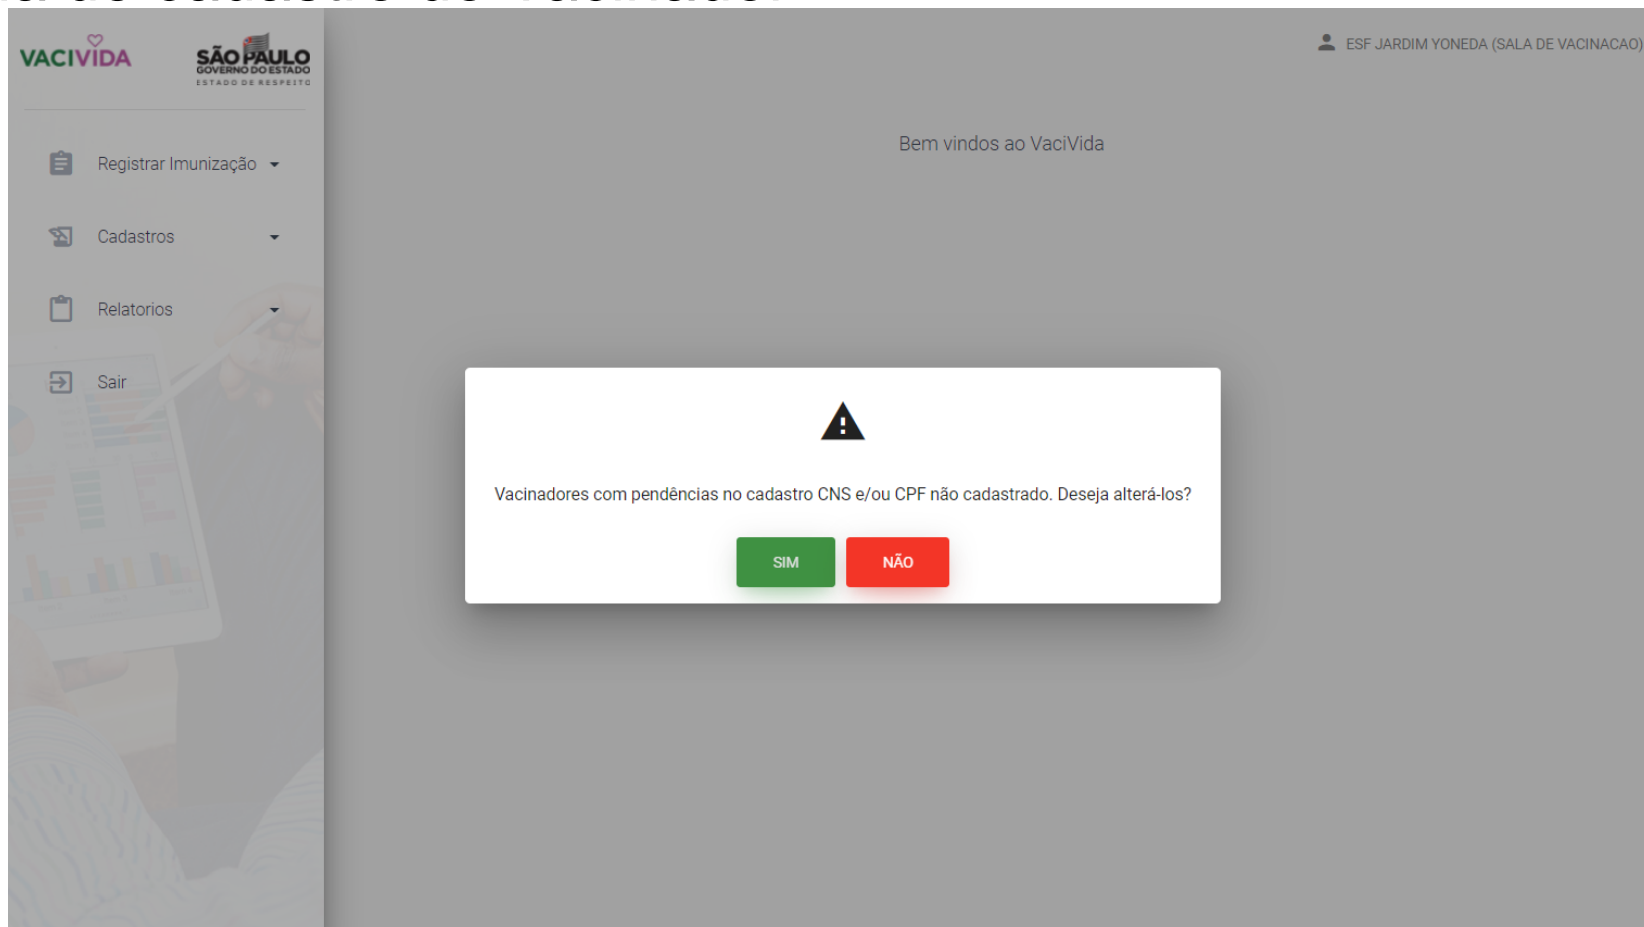 VACIVIDA
SÃO PAULO
GOVERNO DO ESTADO
ESTADO DE RESPEITO
ESF JARDIM YONEDA (SALA DE VACINACAO)
Bem vindos ao VaciVida
Registrar Imunização
Cadastros
Relatorios
Sair
Vacinadores com pendências no cadastro CNS e/ou CPF não cadastrado. Deseja alterá-los?
SIM
NÃO